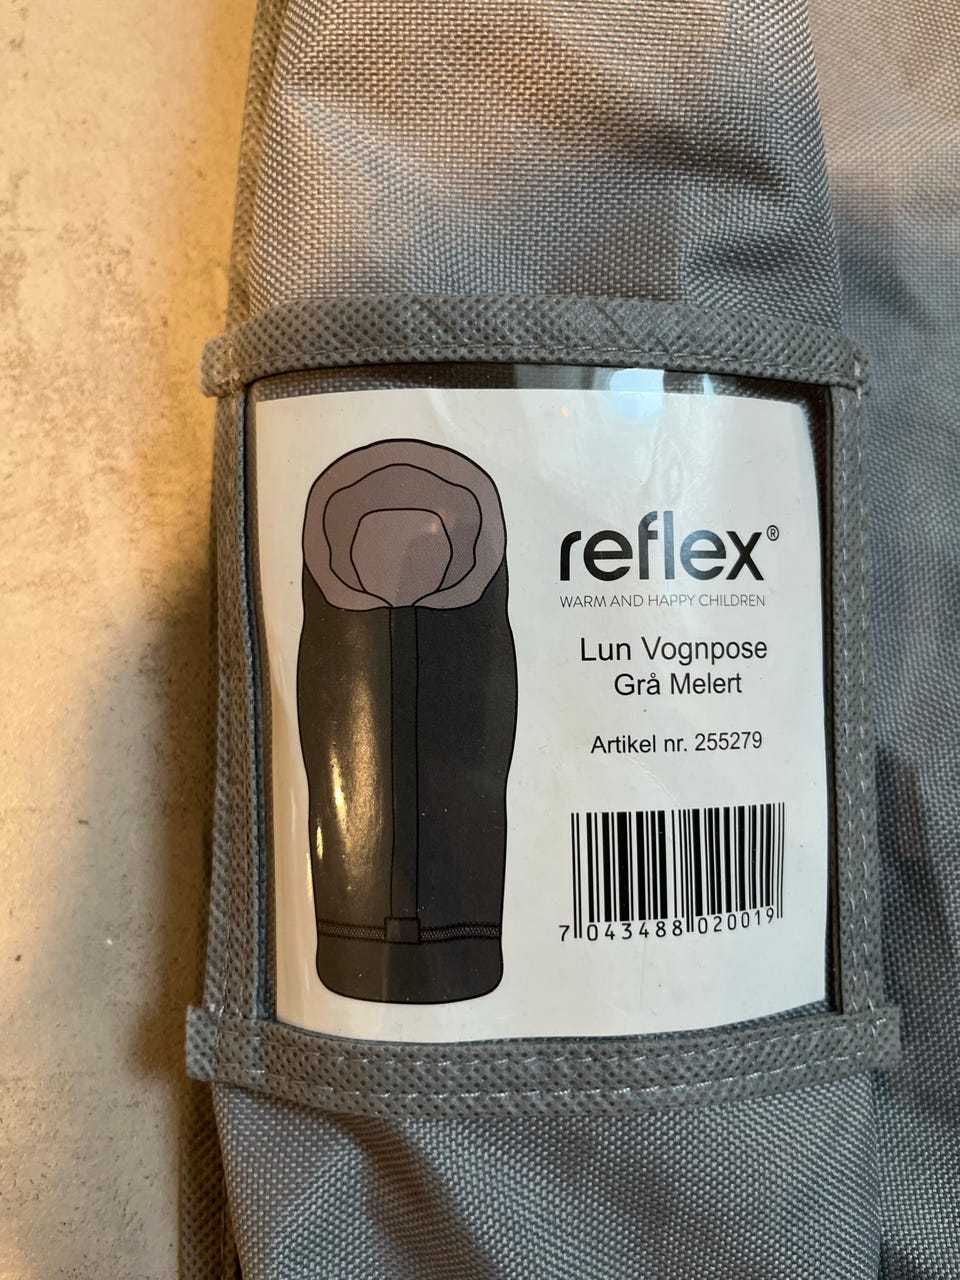 reflex®
WARM AND HAPPY CHILDREN
Lun Vognpose
Grå Melert
Artikel nr. 255279
7 043488 020019